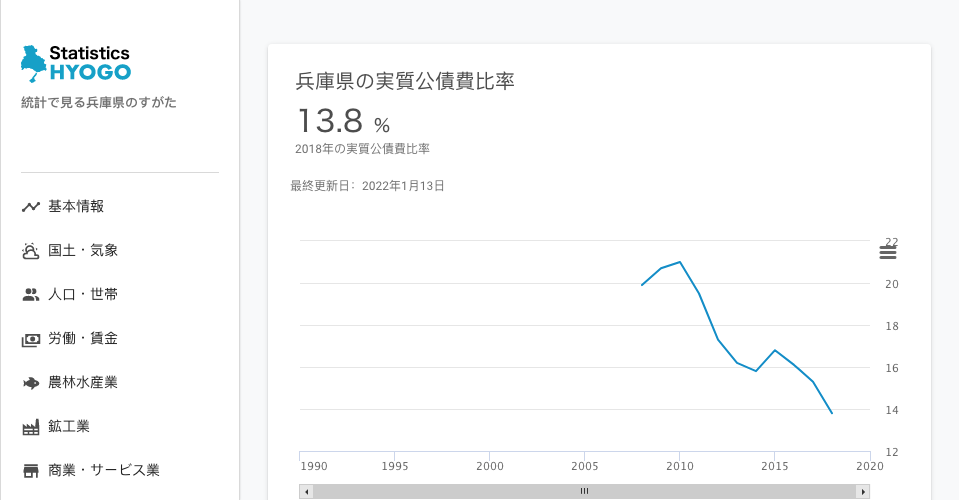 Statistics
HYOGO
統計で見る兵庫県のすがた
基本情報
国土・気象
人口・世帯
労働・賃金
農林水産業
鉱工業
商業・サービス業
兵庫県の実質公債費比率
13.8 %
2018年の実質公債費比率
最終更新日: 2022年1月13日
22
20
18
16
14
12
1990 1995 2000 2005 2010 2015 2020